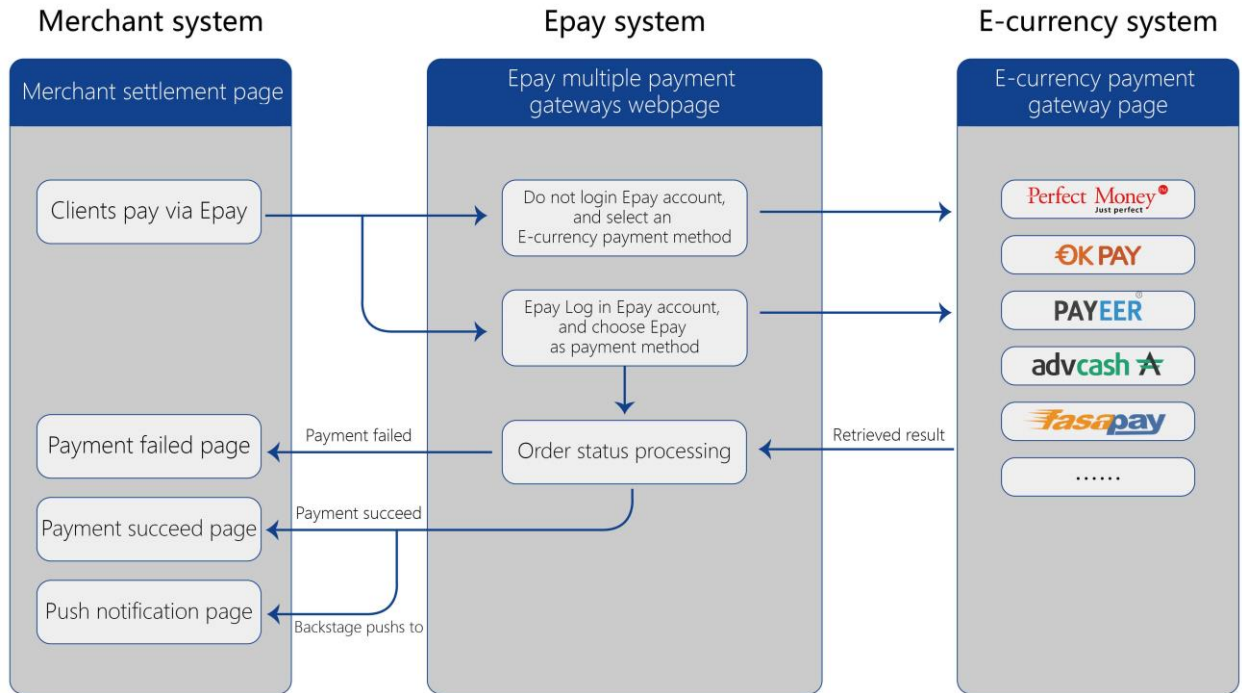 Merchant system
Epay system
E-currency system
Merchant settlement page
Epay multiple payment
gateways webpage
E-currency payment
gateway page
Clients pay via Epay
Do not login Epay account,
and select an
E-currency payment method
Epay Log in Epay account,
and choose Epay
as payment method
Perfect Money
Just perfect
OKPAY
PAYEER®
advcash
fasapay
······
Payment failed page
Payment failed
Order status processing
Retrieved result
Payment succeed page
Payment succeed
Push notification page
Backstage pushes to